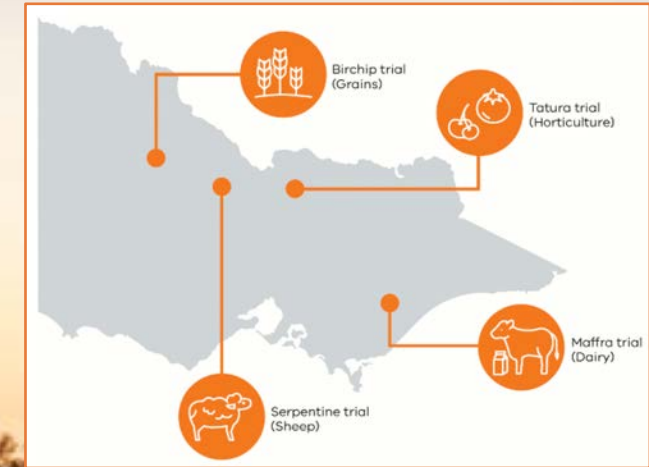 Birchip trial
(Grains)
Tatura trial
(Horticulture)
Maffra trial
(Dairy)
Serpentine trial
(Sheep)